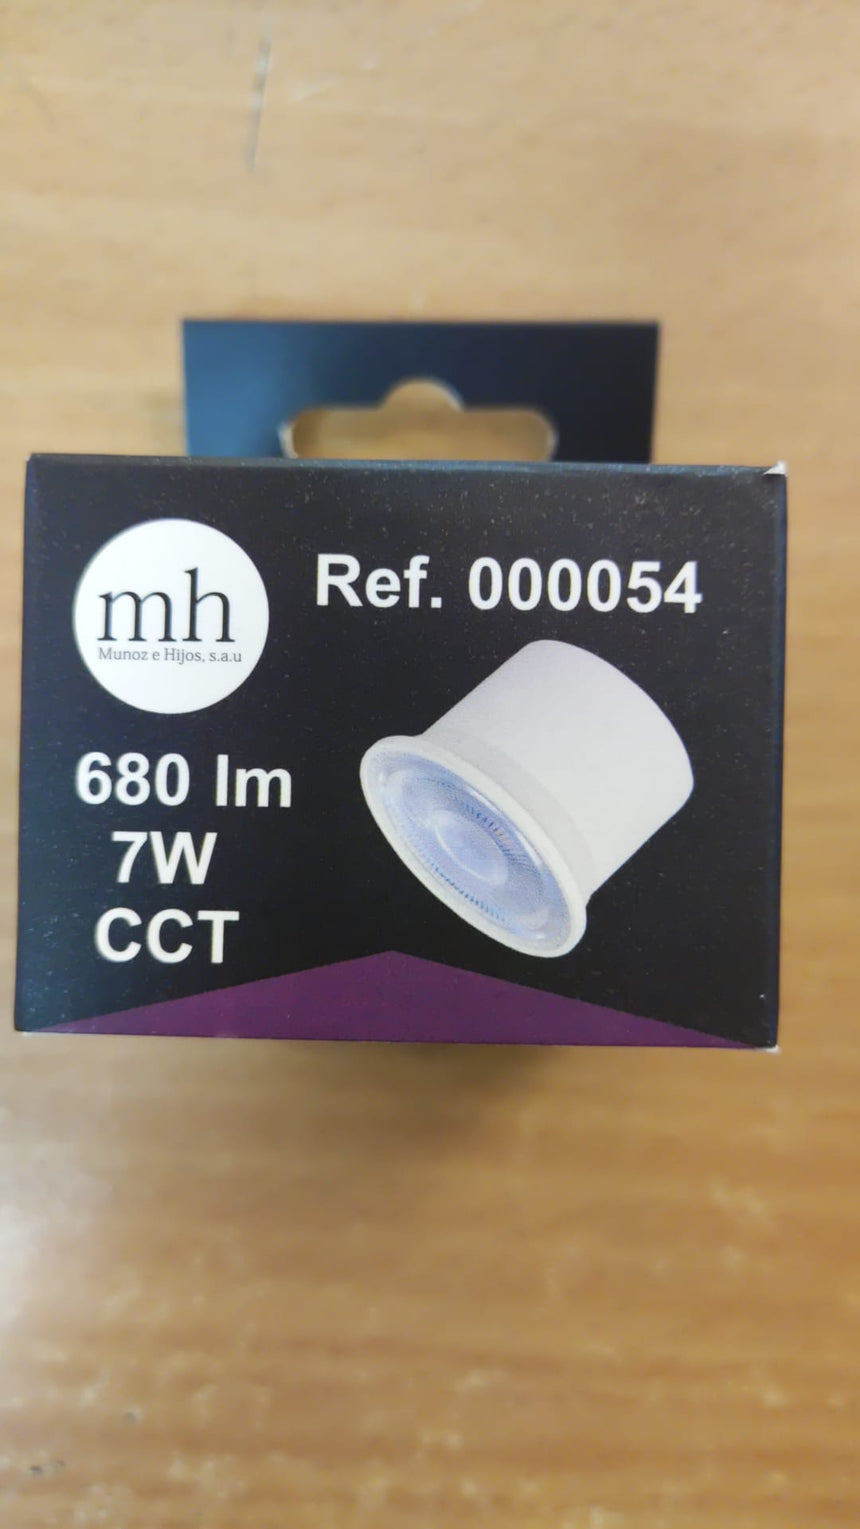 mh
Munoz e Hijos, s.a.u
Ref. 000054
680 lm
7W
CCT